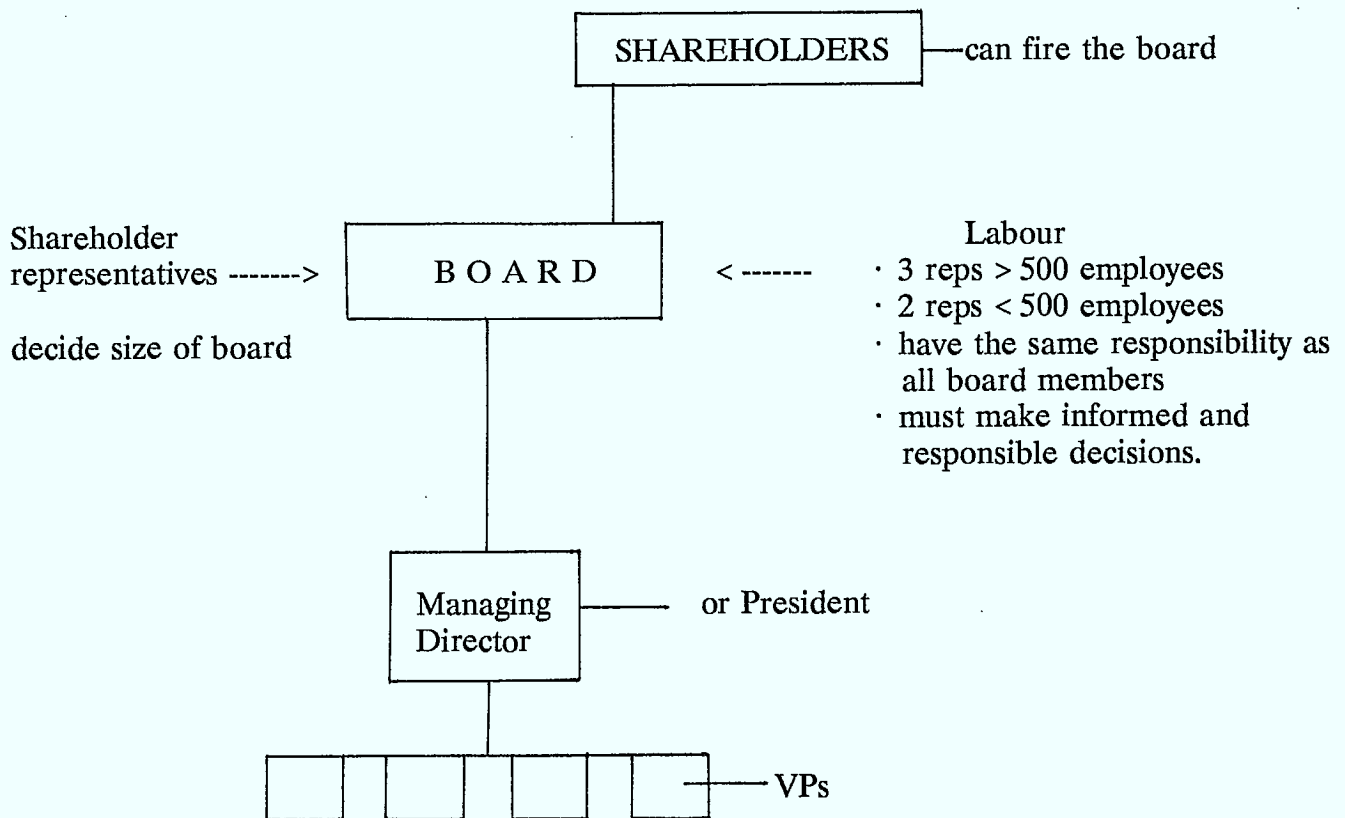 SHAREHOLDERS can fire the board
Shareholder
representatives ------->
decide size of board
B O A R D
< -------
Labour
· 3 reps > 500 employees
· 2 reps < 500 employees
· have the same responsibility as
all board members
· must make informed and
responsible decisions.
Managing
Director
or President
VPs